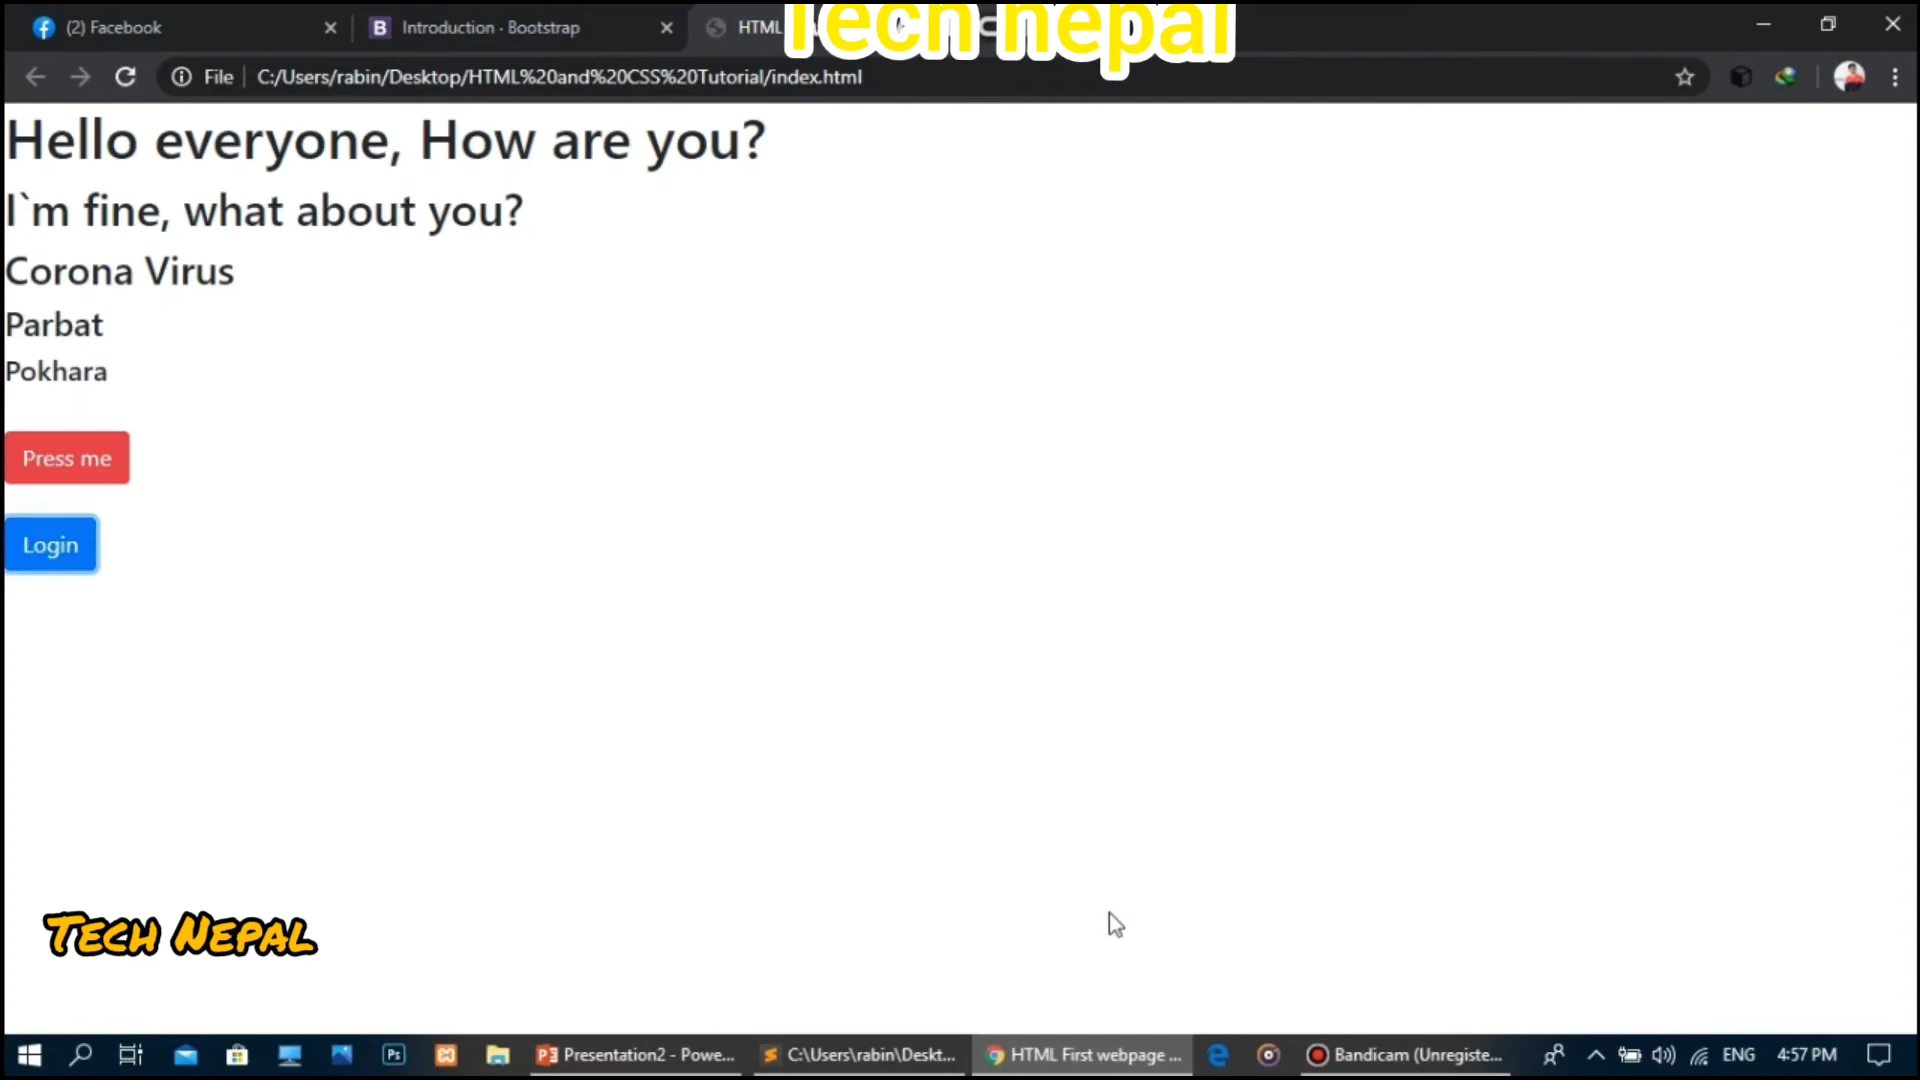 (2) Facebook
Introduction · Bootstrap
HTML
Tech nepal
File
C:/Users/rabin/Desktop/HTML%20and%20CSS%20Tutorial/index.html
Hello everyone, How are you?
I`m fine, what about you?
Corona Virus
Parbat
Pokhara
Press me
Login
Tech Nepal
Presentation2 - Powe...
C:\Users\rabin\Deskt...
HTML First webpage ...
Bandicam (Unregiste...
ENG
4:57 PM